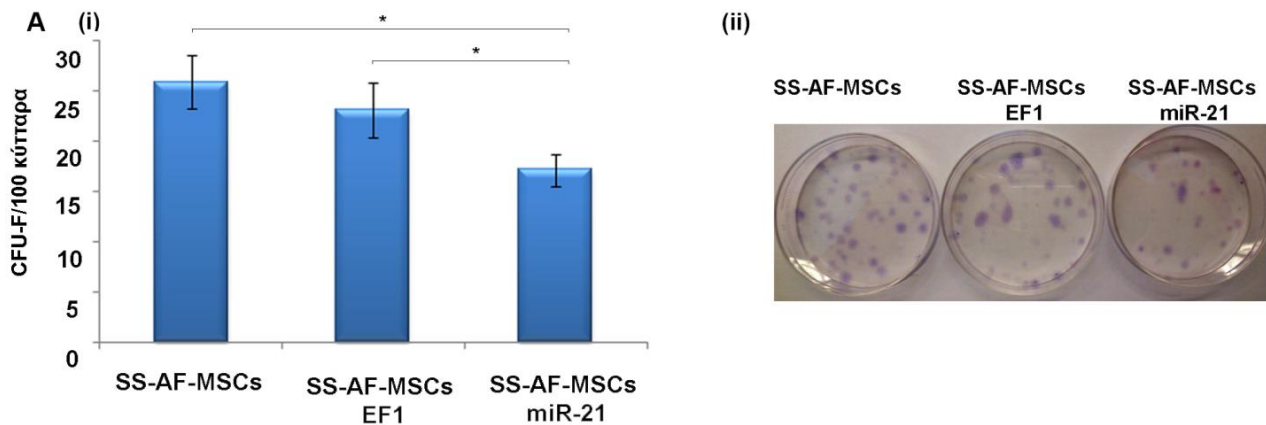 A (i)
*
*
30
25
20
15
10
5
0
CFU-F/100 κύτταρα
SS-AF-MSCs
SS-AF-MSCs
EF1
SS-AF-MSCs
miR-21
(ii)
SS-AF-MSCs
SS-AF-MSCs
EF1
SS-AF-MSCs
miR-21